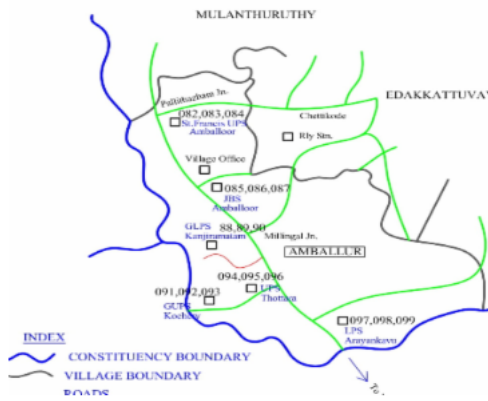 MULANTHURUTHY
EDAKKATTUVAY
Pallithazham Jn.
082,083,084
St.Francis UPS
Amballoor
Chettikode
Rly Stn.
Village Office
085,086,087
JBS
Amballoor
88,89,90
GLPS
Kanjiramatam
Millingal Jn.
AMBALLUR
094,095,096
UPS
Thottara
091,092,093
GUPS
097,098,099
LPS
Arayankavu
INDEX
CONSTITUENCY BOUNDARY
VILLAGE BOUNDARY
ROADS
To